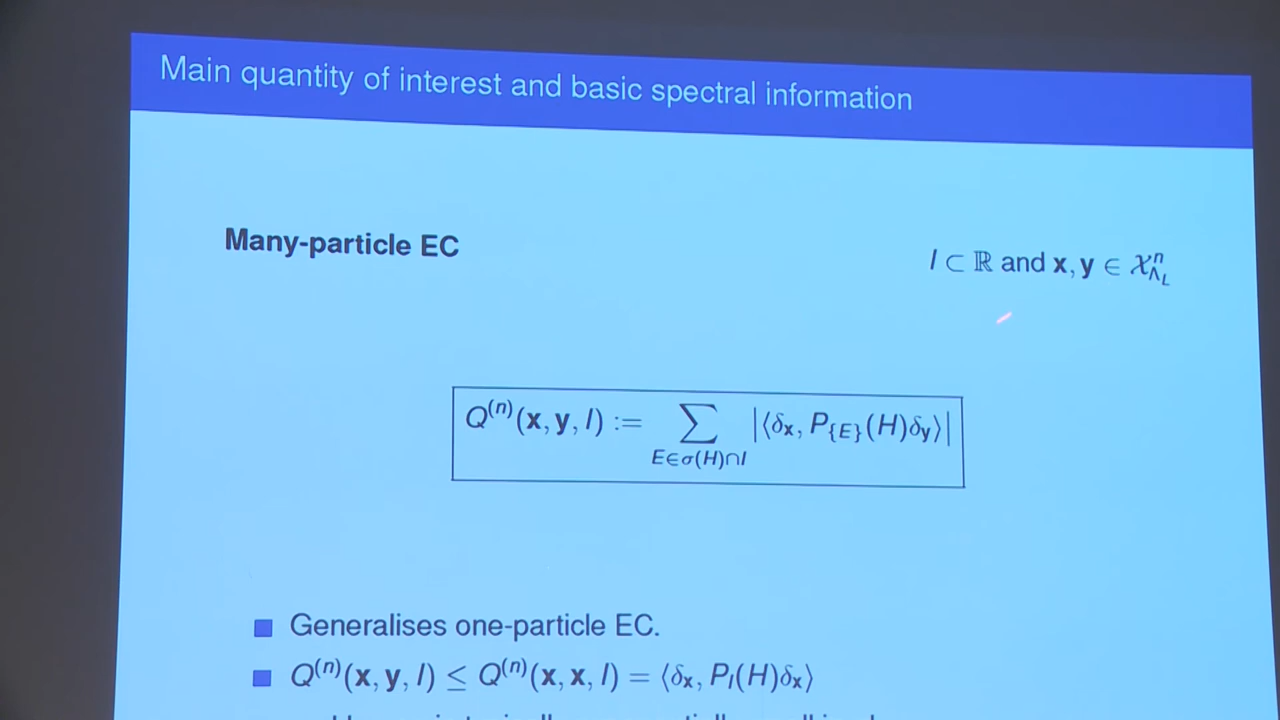 Main quantity of interest and basic spectral information
Many-particle EC
I ⊂ ℝ and x, y ∈ 𝒳ⁿ_{Λ_L}
Q^{(n)}(x, y, I) := ∑_{E∈σ(H)∩I} |⟨δ_x, P_{{E}}(H)δ_y⟩|
Generalises one-particle EC.
Q^{(n)}(x, y, I) ≤ Q^{(n)}(x, x, I) = ⟨δ_x, P_I(H)δ_x⟩